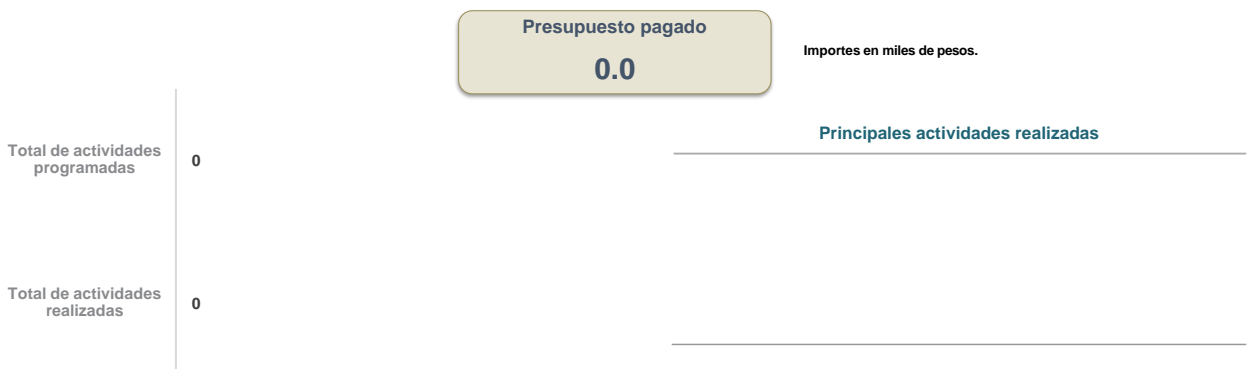 Presupuesto pagado
0.0
Importes en miles de pesos.
Principales actividades realizadas
Total de actividades
programadas
0
Total de actividades
realizadas
0